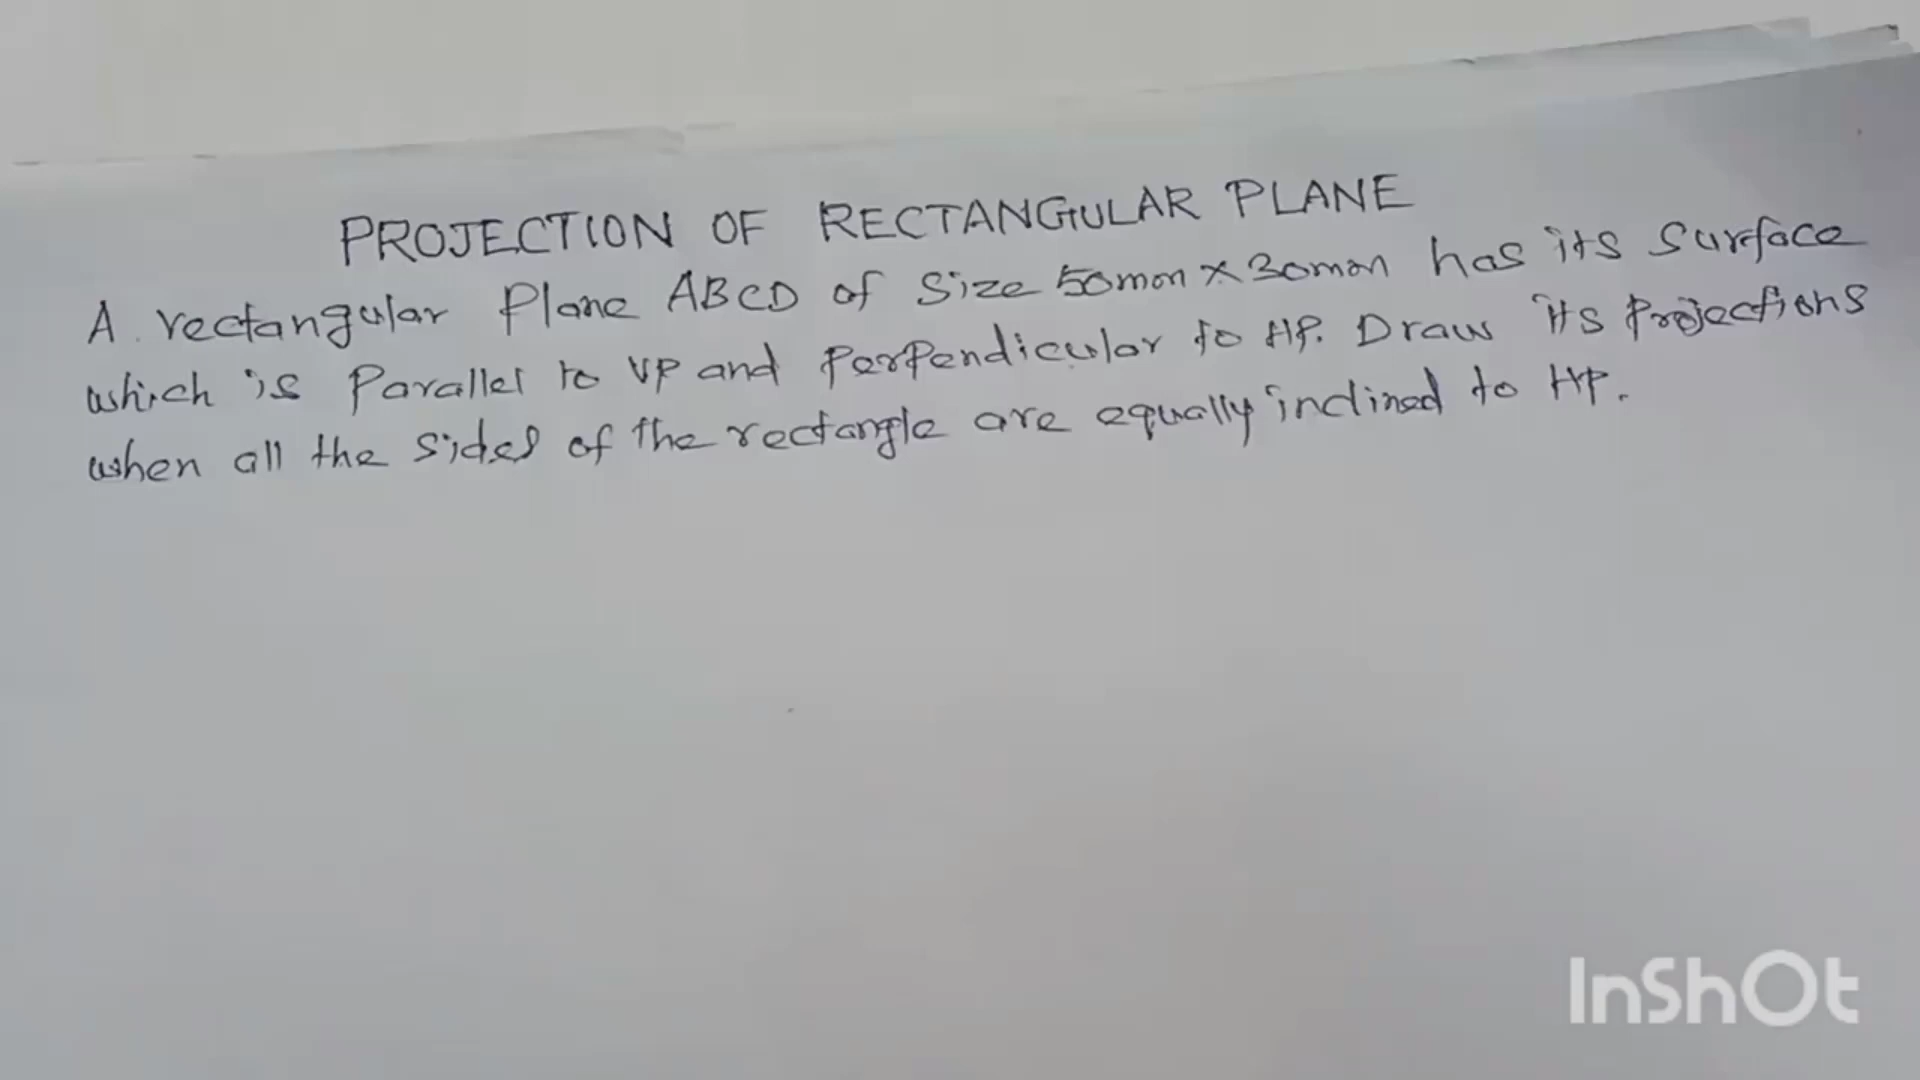 PROJECTION OF RECTANGULAR PLANE
A rectangular Plane ABCD of Size 50mm x 30mm has its Surface
which is Parallel to VP and Perpendicular to HP. Draw its Projections
when all the sides of the rectangle are equally inclined to HP.
InShOt